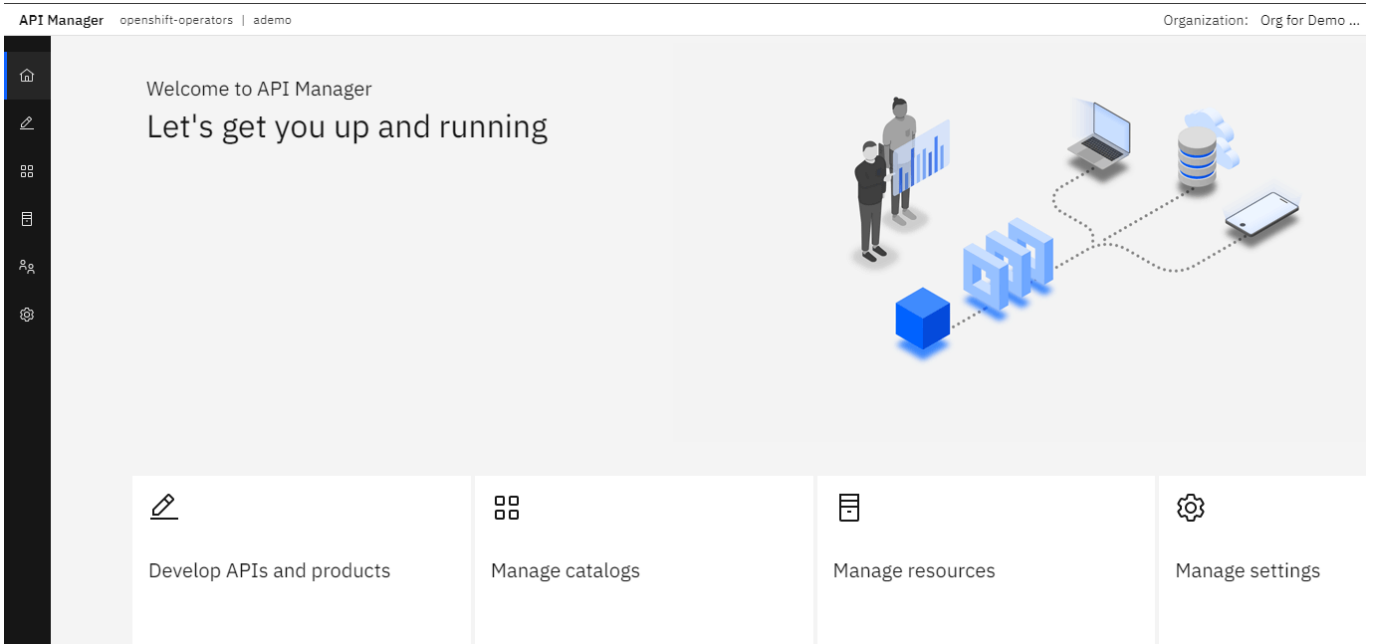 API Manager openshift-operators | ademo Organization: Org for Demo ...
Welcome to API Manager
Let's get you up and running
Develop APIs and products
Manage catalogs
Manage resources
Manage settings